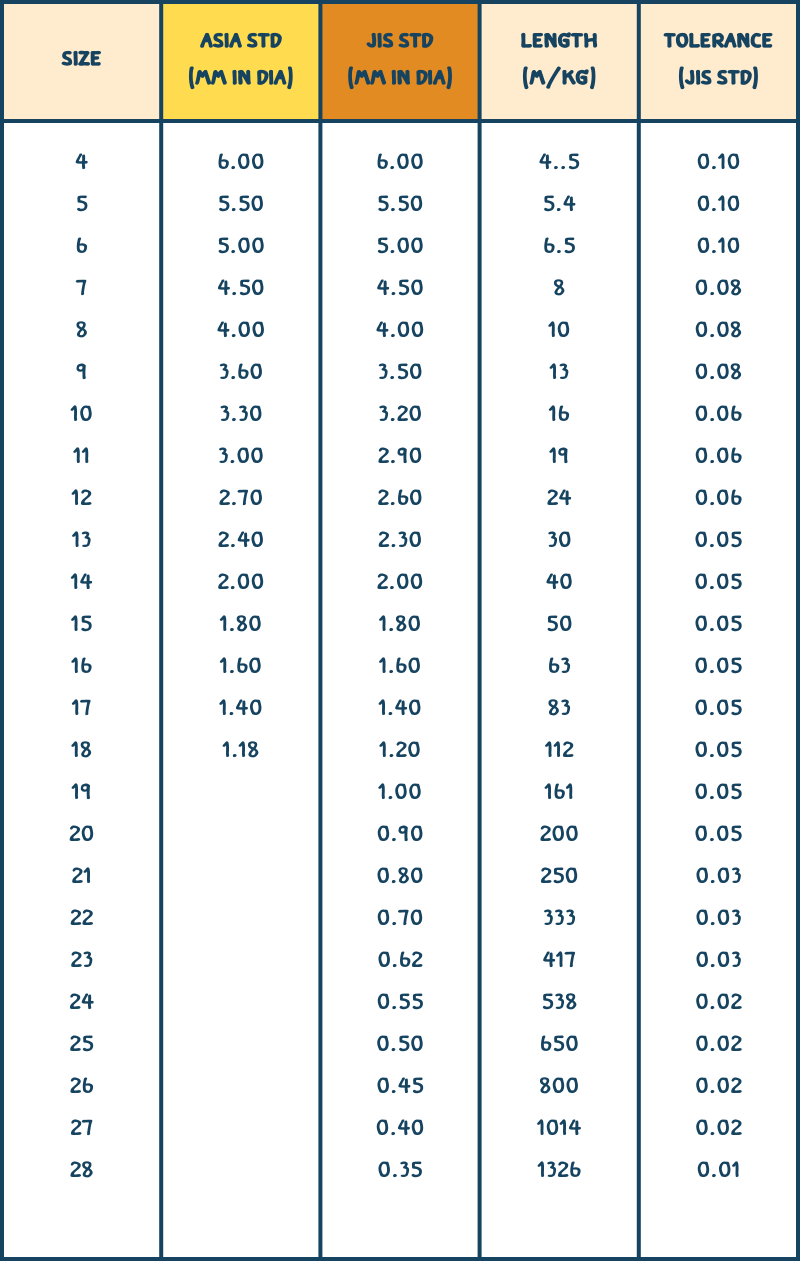 SIZE ASIA STD JIS STD LENGTH TOLERANCE
(MM IN DIA) (MM IN DIA) (M/KG) (JIS STD)
4 6.00 6.00 4..5 0.10
5 5.50 5.50 5.4 0.10
6 5.00 5.00 6.5 0.10
7 4.50 4.50 8 0.08
8 4.00 4.00 10 0.08
9 3.60 3.50 13 0.08
10 3.30 3.20 16 0.06
11 3.00 2.90 19 0.06
12 2.70 2.60 24 0.06
13 2.40 2.30 30 0.05
14 2.00 2.00 40 0.05
15 1.80 1.80 50 0.05
16 1.60 1.60 63 0.05
17 1.40 1.40 83 0.05
18 1.18 1.20 112 0.05
19 1.00 161 0.05
20 0.90 200 0.05
21 0.80 250 0.03
22 0.70 333 0.03
23 0.62 417 0.03
24 0.55 538 0.02
25 0.50 650 0.02
26 0.45 800 0.02
27 0.40 1014 0.02
28 0.35 1326 0.01